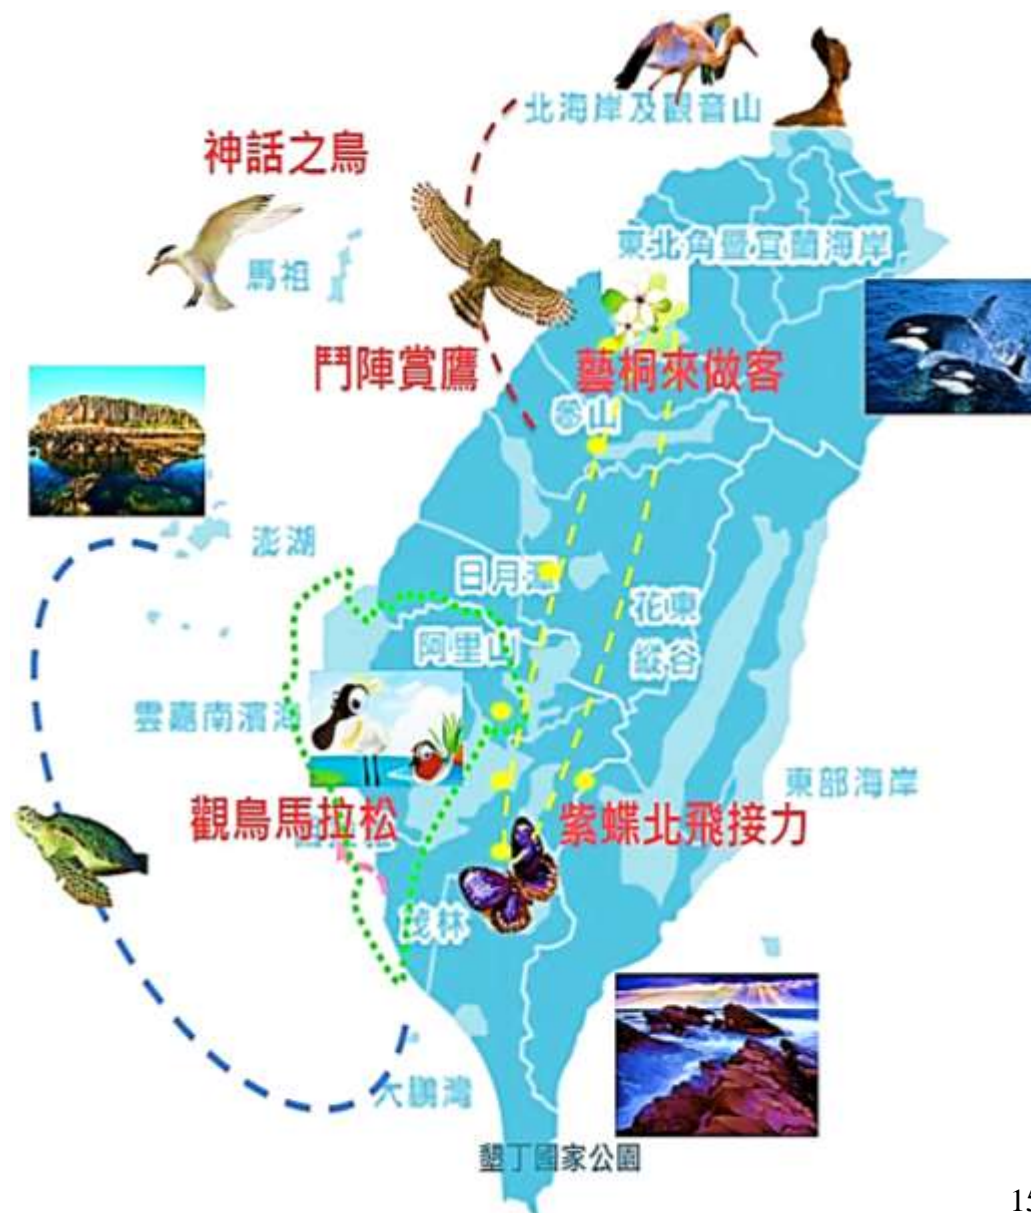 北海岸及觀音山
神話之鳥
東北角暨宜蘭海岸
馬祖
鬥陣賞鷹
藝桐來做客
參山
澎湖
日月潭
花東
縱谷
阿里山
雲嘉南濱海
東部海岸
觀鳥馬拉松
紫蝶北飛接力
茂林
大鵬灣
墾丁國家公園
15